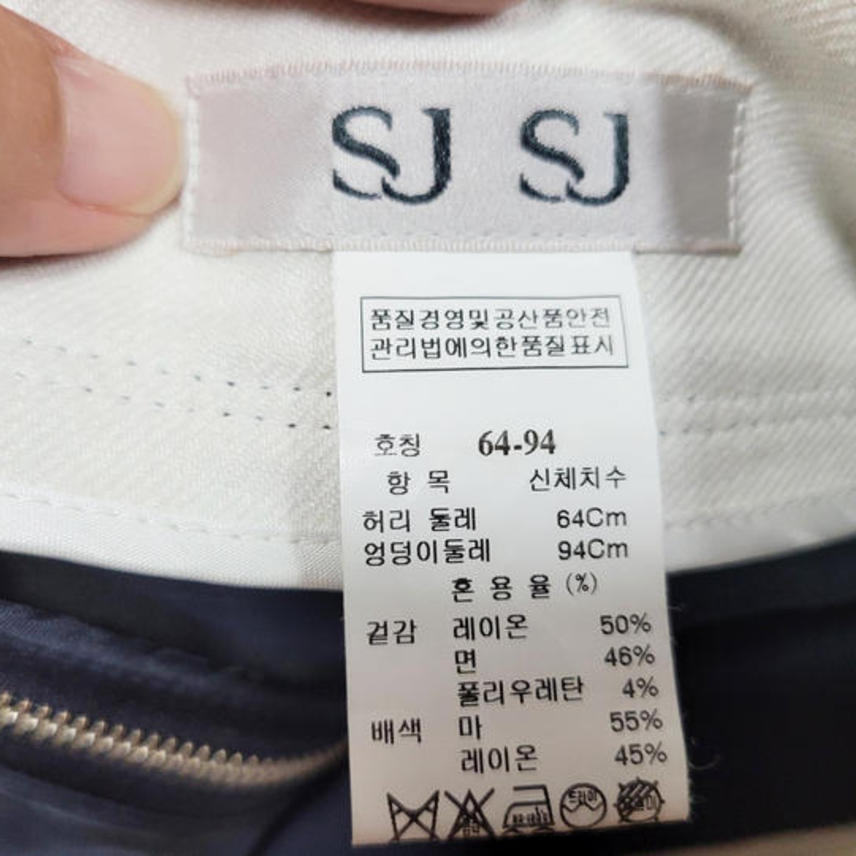 SJ SJ
품질경영및공산품안전
관리법에의한품질표시
호칭 64-94
항 목 신체치수
허리 둘레 64Cm
엉덩이둘레 94Cm
혼 용 율 (%)
겉감 레이온 50%
면 46%
폴리우레탄 4%
배색 마 55%
레이온 45%
드라이